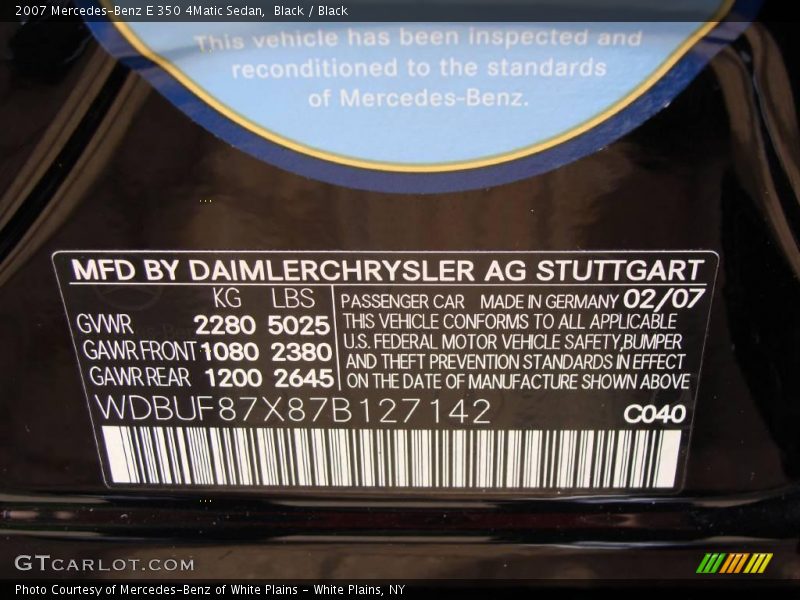 2007 Mercedes-Benz E 350 4Matic Sedan, Black / Black
This vehicle has been inspected and
reconditioned to the standards
of Mercedes-Benz.
MFD BY DAIMLERCHRYSLER AG STUTTGART
KG LBS
GVWR 2280 5025
GAWR FRONT 1080 2380
GAWR REAR 1200 2645
PASSENGER CAR MADE IN GERMANY 02/07
THIS VEHICLE CONFORMS TO ALL APPLICABLE
U.S. FEDERAL MOTOR VEHICLE SAFETY,BUMPER
AND THEFT PREVENTION STANDARDS IN EFFECT
ON THE DATE OF MANUFACTURE SHOWN ABOVE
WDBUF87X87B127142 C040
GTCARLOT.COM
Photo Courtesy of Mercedes-Benz of White Plains - White Plains, NY